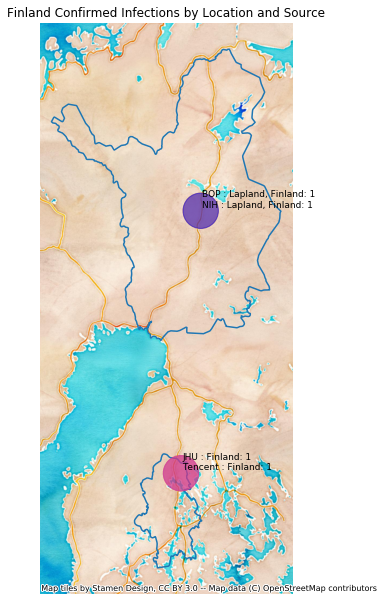 Finland Confirmed Infections by Location and Source
BOP : Lapland, Finland: 1
NIH : Lapland, Finland: 1
JHU : Finland: 1
Tencent : Finland: 1
Map tiles by Stamen Design, CC BY 3.0 -- Map data (C) OpenStreetMap contributors